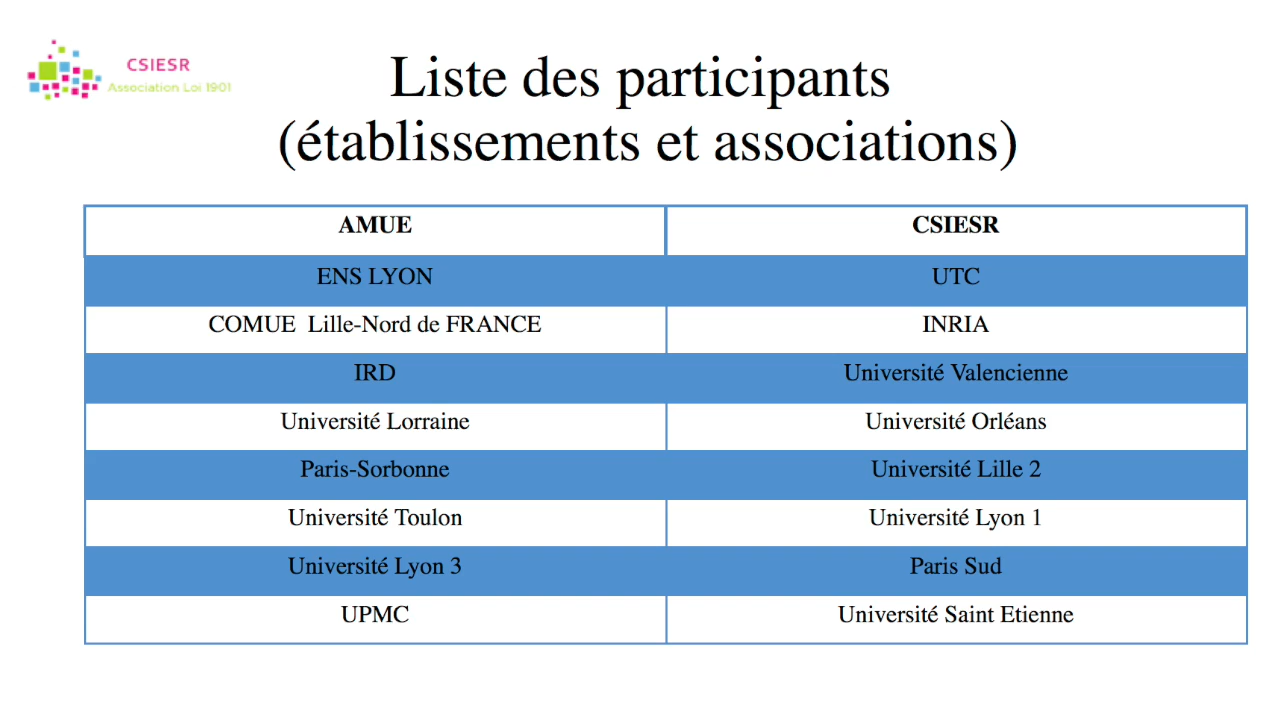 CSIESR
Association Loi 1901
Liste des participants
(établissements et associations)
AMUE CSIESR
ENS LYON UTC
COMUE Lille-Nord de FRANCE INRIA
IRD Université Valencienne
Université Lorraine Université Orléans
Paris-Sorbonne Université Lille 2
Université Toulon Université Lyon 1
Université Lyon 3 Paris Sud
UPMC Université Saint Etienne